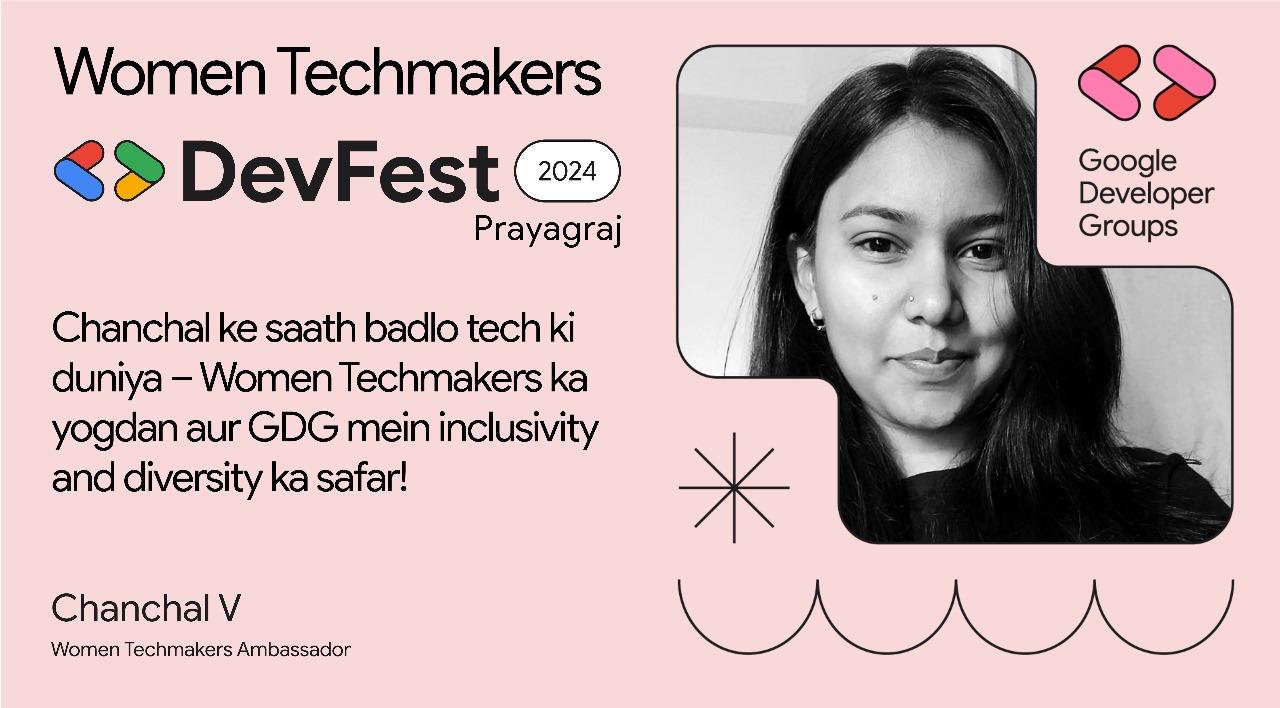 Women Techmakers
DevFest 2024
Prayagraj
Chanchal ke saath badlo tech ki
duniya – Women Techmakers ka
yogdan aur GDG mein inclusivity
and diversity ka safar!
Chanchal V
Women Techmakers Ambassador
Google
Developer
Groups